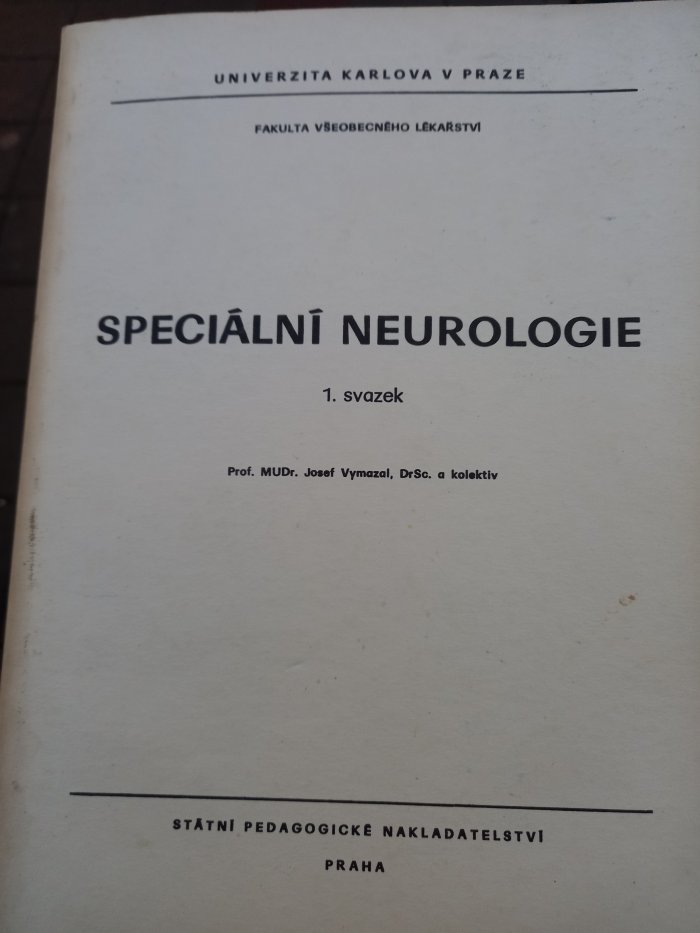 UNIVERZITA KARLOVA V PRAZE
FAKULTA VŠEOBECNÉHO LÉKAŘSTVÍ
SPECIÁLNÍ NEUROLOGIE
1. svazek
Prof. MUDr. Josef Vymazal, DrSc. a kolektiv
STÁTNÍ PEDAGOGICKÉ NAKLADATELSTVÍ
PRAHA